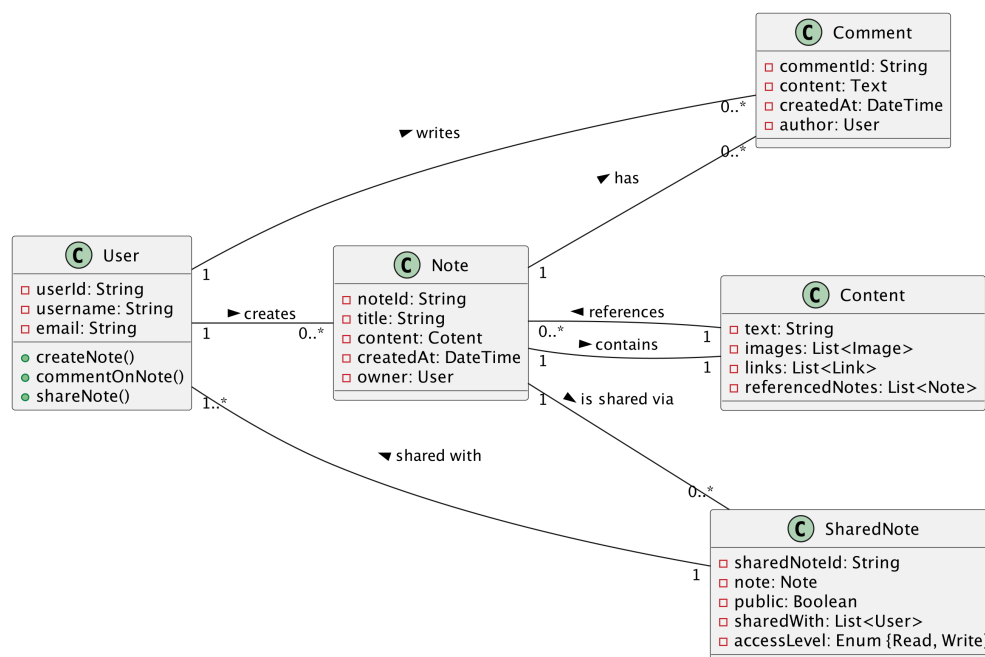 C Comment
commentId: String
content: Text
createdAt: DateTime
author: User
0..*
0..*
writes
has
C User
userId: String
username: String
email: String
createNote()
commentOnNote()
shareNote()
1
1
1..*
creates
0..*
C Note
noteId: String
title: String
content: Cotent
createdAt: DateTime
owner: User
1
0..*
1
1
references
contains
1
1
C Content
text: String
images: List<Image>
links: List<Link>
referencedNotes: List<Note>
is shared via
shared with
0..*
1
C SharedNote
sharedNoteId: String
note: Note
public: Boolean
sharedWith: List<User>
accessLevel: Enum {Read, Write}